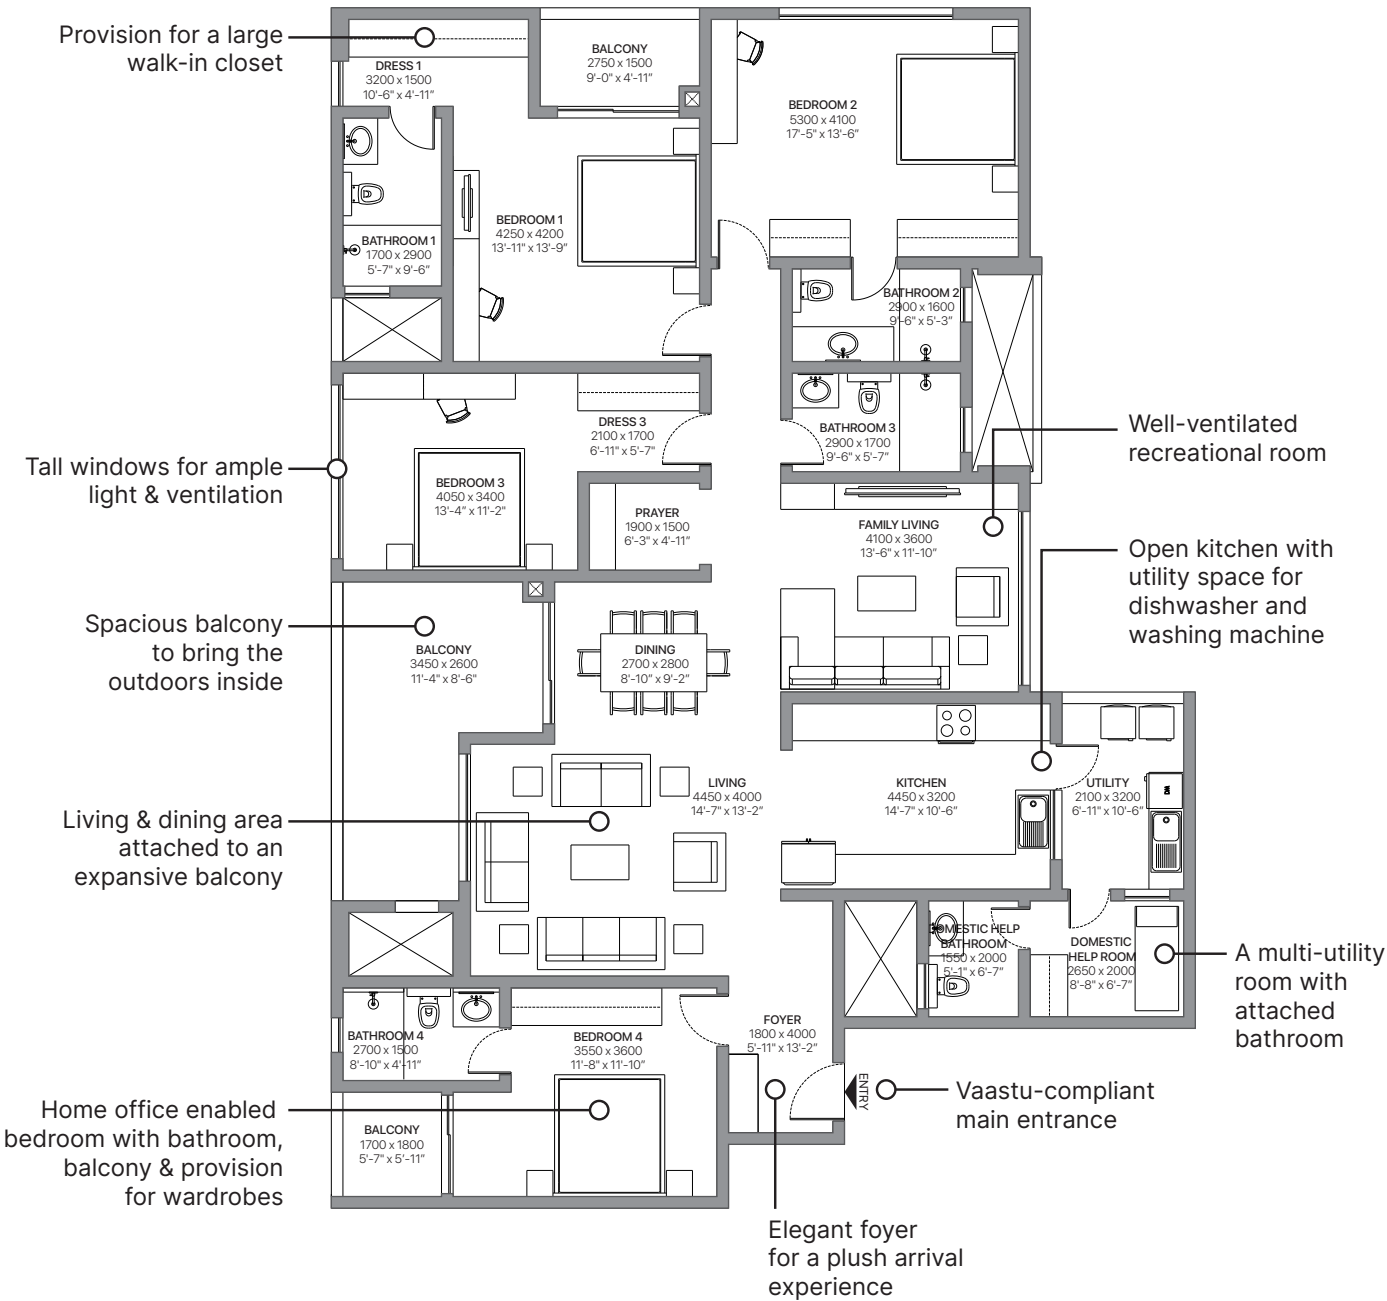 Provision for a large
walk-in closet
DRESS 1
3200 x 1500
10'-6" x 4'-11"
BALCONY
2750 x 1500
9'-0" x 4'-11"
BEDROOM 2
5300 x 4100
17'-5" x 13'-6"
BEDROOM 1
4250 x 4200
13'-11" x 13'-9"
BATHROOM 1
1700 x 2900
5'-7" x 9'-6"
BATHROOM 2
2900 x 1600
9'-6" x 5'-3"
DRESS 3
2100 x 1700
6'-11" x 5'-7"
BATHROOM 3
2900 x 1700
9'-6" x 5'-7"
Well-ventilated
recreational room
Tall windows for ample
light & ventilation
BEDROOM 3
4050 x 3400
13'-4" x 11'-2"
PRAYER
1900 x 1500
6'-3" x 4'-11"
FAMILY LIVING
4100 x 3600
13'-6" x 11'-10"
Open kitchen with
utility space for
dishwasher and
washing machine
Spacious balcony
to bring the
outdoors inside
BALCONY
3450 x 2600
11'-4" x 8'-6"
DINING
2700 x 2800
8'-10" x 9'-2"
LIVING
4450 x 4000
14'-7" x 13'-2"
KITCHEN
4450 x 3200
14'-7" x 10'-6"
UTILITY
2100 x 3200
6'-11" x 10'-6"
DW
Living & dining area
attached to an
expansive balcony
DOMESTIC HELP
BATHROOM
1550 x 2000
5'-1" x 6'-7"
DOMESTIC
HELP ROOM
2650 x 2000
8'-8" x 6'-7"
A multi-utility
room with
attached
bathroom
BATHROOM 4
2700 x 1500
8'-10" x 4'-11"
BEDROOM 4
3550 x 3600
11'-8" x 11'-10"
FOYER
1800 x 4000
5'-11" x 13'-2"
ENTRY
Vaastu-compliant
main entrance
Home office enabled
bedroom with bathroom,
balcony & provision
for wardrobes
BALCONY
1700 x 1800
5'-7" x 5'-11"
Elegant foyer
for a plush arrival
experience